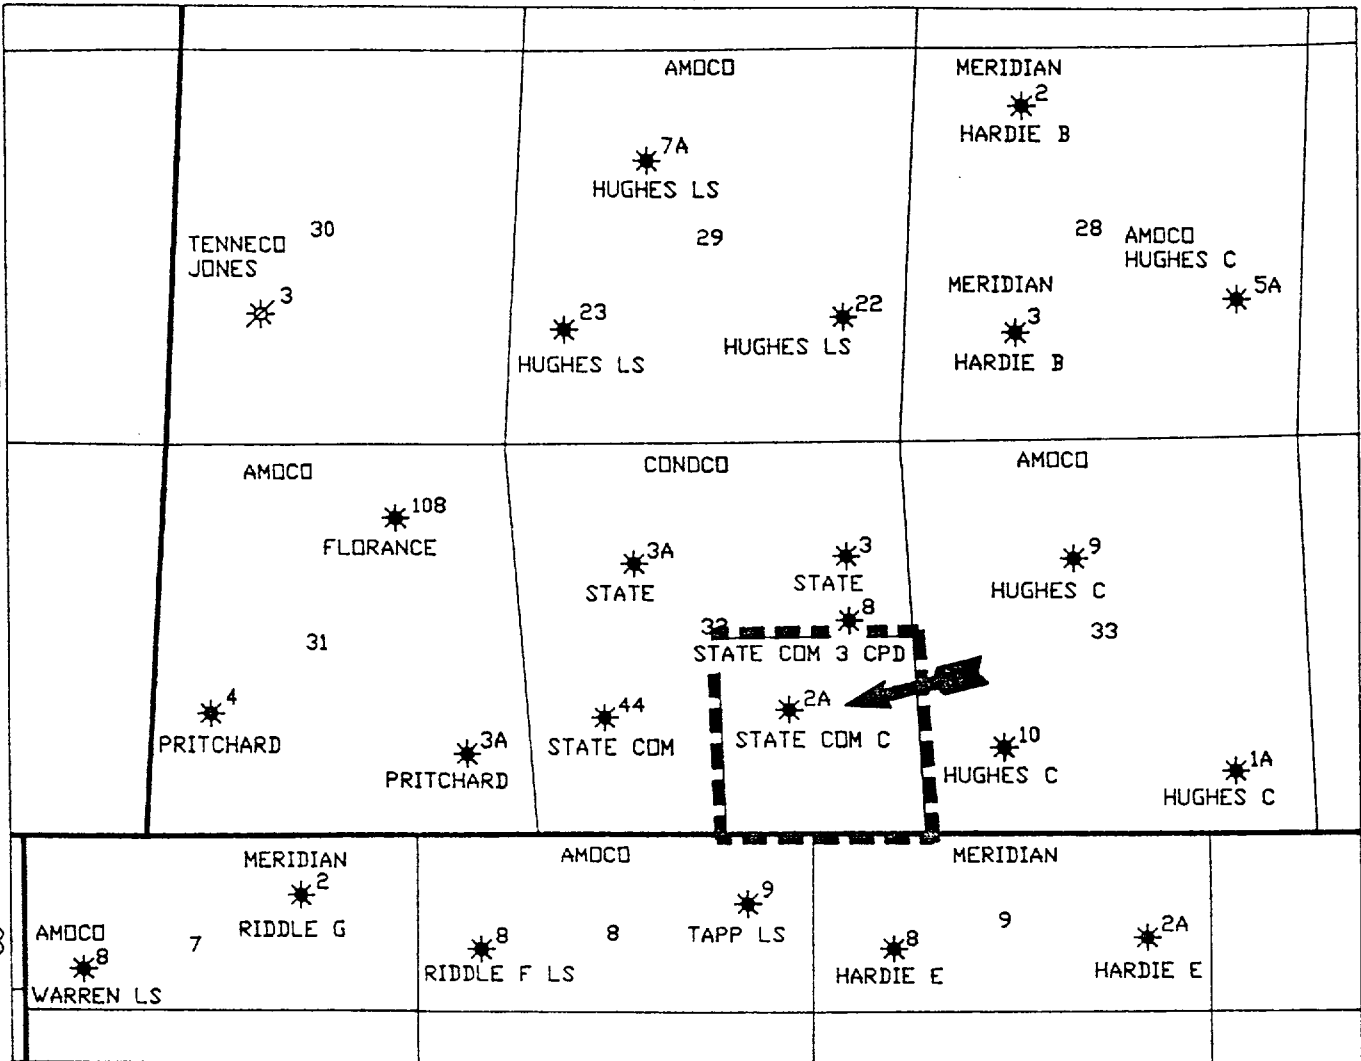 AMOCO
MERIDIAN
2
HARDIE B
7A
HUGHES LS
30
29
28
TENNECO
JONES
3
AMOCO
HUGHES C
5A
MERIDIAN
3
HARDIE B
23
HUGHES LS
22
HUGHES LS
AMOCO
CONOCO
AMOCO
108
FLORANCE
3A
STATE
3
STATE
9
HUGHES C
8
STATE COM 3 CPD
31
32
33
4
PRITCHARD
3A
PRITCHARD
44
STATE COM
2A
STATE COM C
10
HUGHES C
1A
HUGHES C
MERIDIAN
2
RIDDLE G
AMOCO
9
TAPP LS
MERIDIAN
AMOCO
8
WARREN LS
7
8
RIDDLE F LS
8
9
8
HARDIE E
2A
HARDIE E